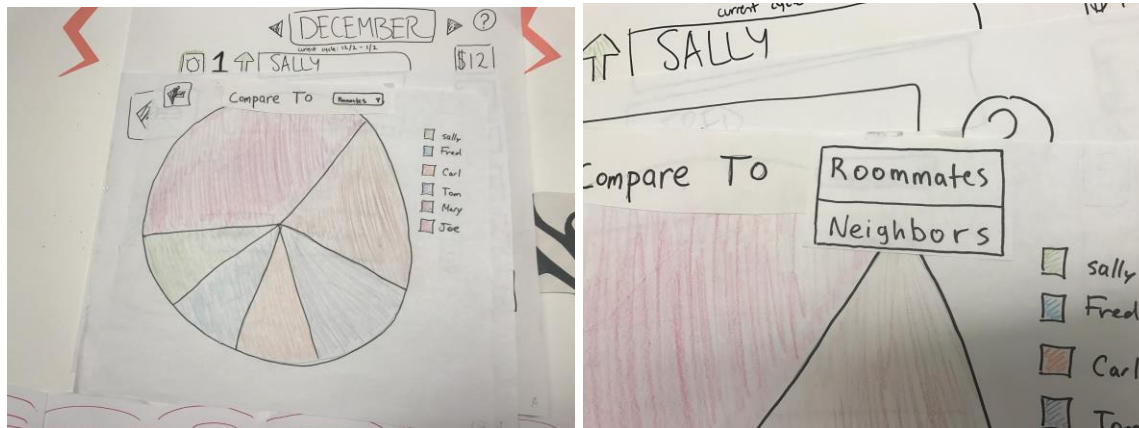 DECEMBER
?
current cycle: 12/2 - 1/2
1 SALLY
$12
Compare To Roommates
Sally
Fred
Carl
Tom
Mary
Joe
current cycle
SALLY
?
Compare To
Roommates
Neighbors
Sally
Fred
Carl
Tom